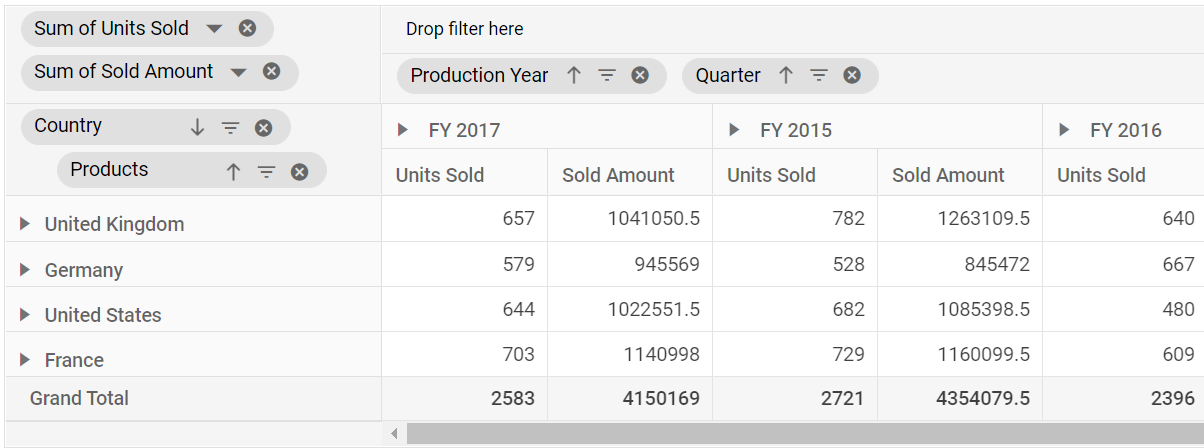 Sum of Units Sold
Drop filter here
Sum of Sold Amount
Production Year Quarter
Country
FY 2017 FY 2015 FY 2016
Products
Units Sold Sold Amount Units Sold Sold Amount Units Sold
United Kingdom 657 1041050.5 782 1263109.5 640
Germany 579 945569 528 845472 667
United States 644 1022551.5 682 1085398.5 480
France 703 1140998 729 1160099.5 609
Grand Total 2583 4150169 2721 4354079.5 2396